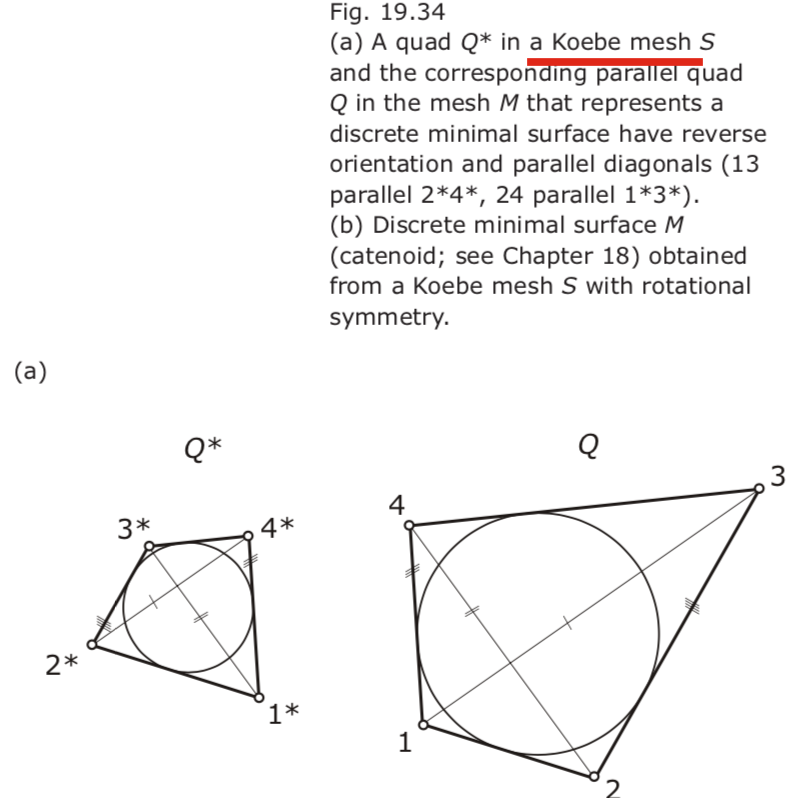 Fig. 19.34
(a) A quad Q* in a Koebe mesh S
and the corresponding parallel quad
Q in the mesh M that represents a
discrete minimal surface have reverse
orientation and parallel diagonals (13
parallel 2*4*, 24 parallel 1*3*).
(b) Discrete minimal surface M
(catenoid; see Chapter 18) obtained
from a Koebe mesh S with rotational
symmetry.
(a)
Q*
Q
3*
4*
2*
1*
4
3
1
2